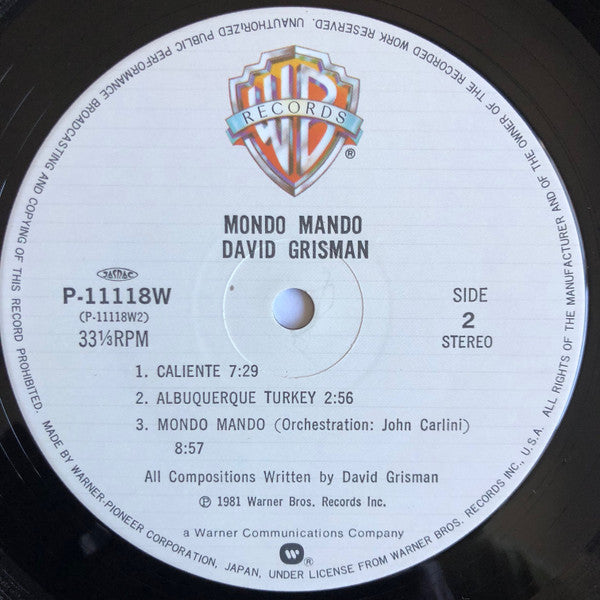 WB
RECORDS
®
MONDO MANDO
DAVID GRISMAN
JASRAC
P-11118W
(P-11118W2)
33⅓RPM
SIDE
2
STEREO
1. CALIENTE 7:29
2. ALBUQUERQUE TURKEY 2:56
3. MONDO MANDO (Orchestration: John Carlini)
8:57
All Compositions Written by David Grisman
Ⓟ 1981 Warner Bros. Records Inc.
a Warner Communications Company
®
MADE BY WARNER-PIONEER CORPORATION, JAPAN, UNDER LICENSE FROM WARNER BROS. RECORDS INC., U.S.A. ALL RIGHTS OF THE MANUFACTURER AND OF THE OWNER OF THE RECORDED WORK RESERVED. UNAUTHORIZED PUBLIC PERFORMANCE BROADCASTING AND COPYING OF THIS RECORD PROHIBITED.